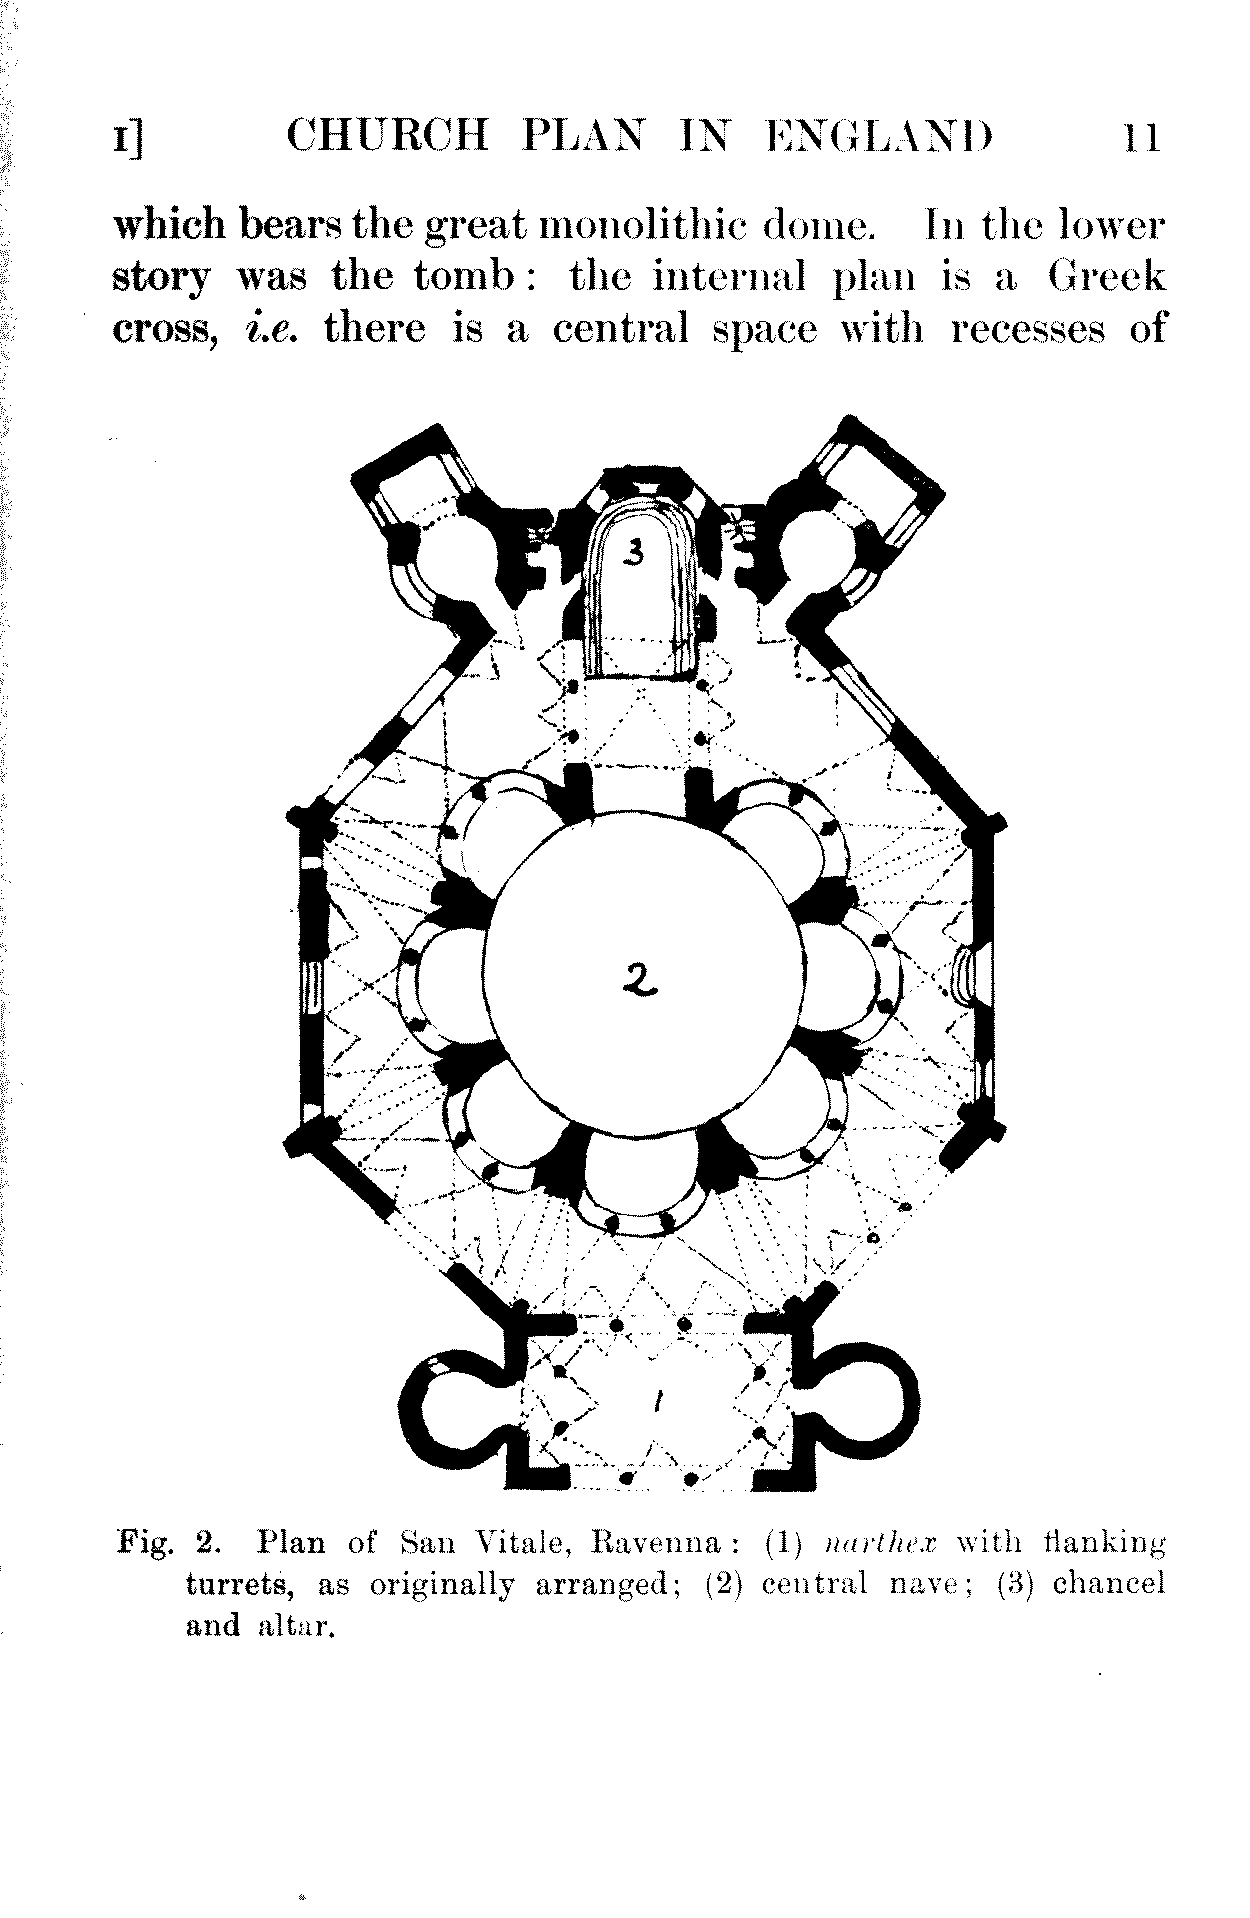 I] CHURCH PLAN IN ENGLAND 11
which bears the great monolithic dome. In the lower
story was the tomb: the internal plan is a Greek
cross, i.e. there is a central space with recesses of
3
2
1
Fig. 2. Plan of San Vitale, Ravenna: (1) narthex with flanking
turrets, as originally arranged; (2) central nave; (3) chancel
and altar.